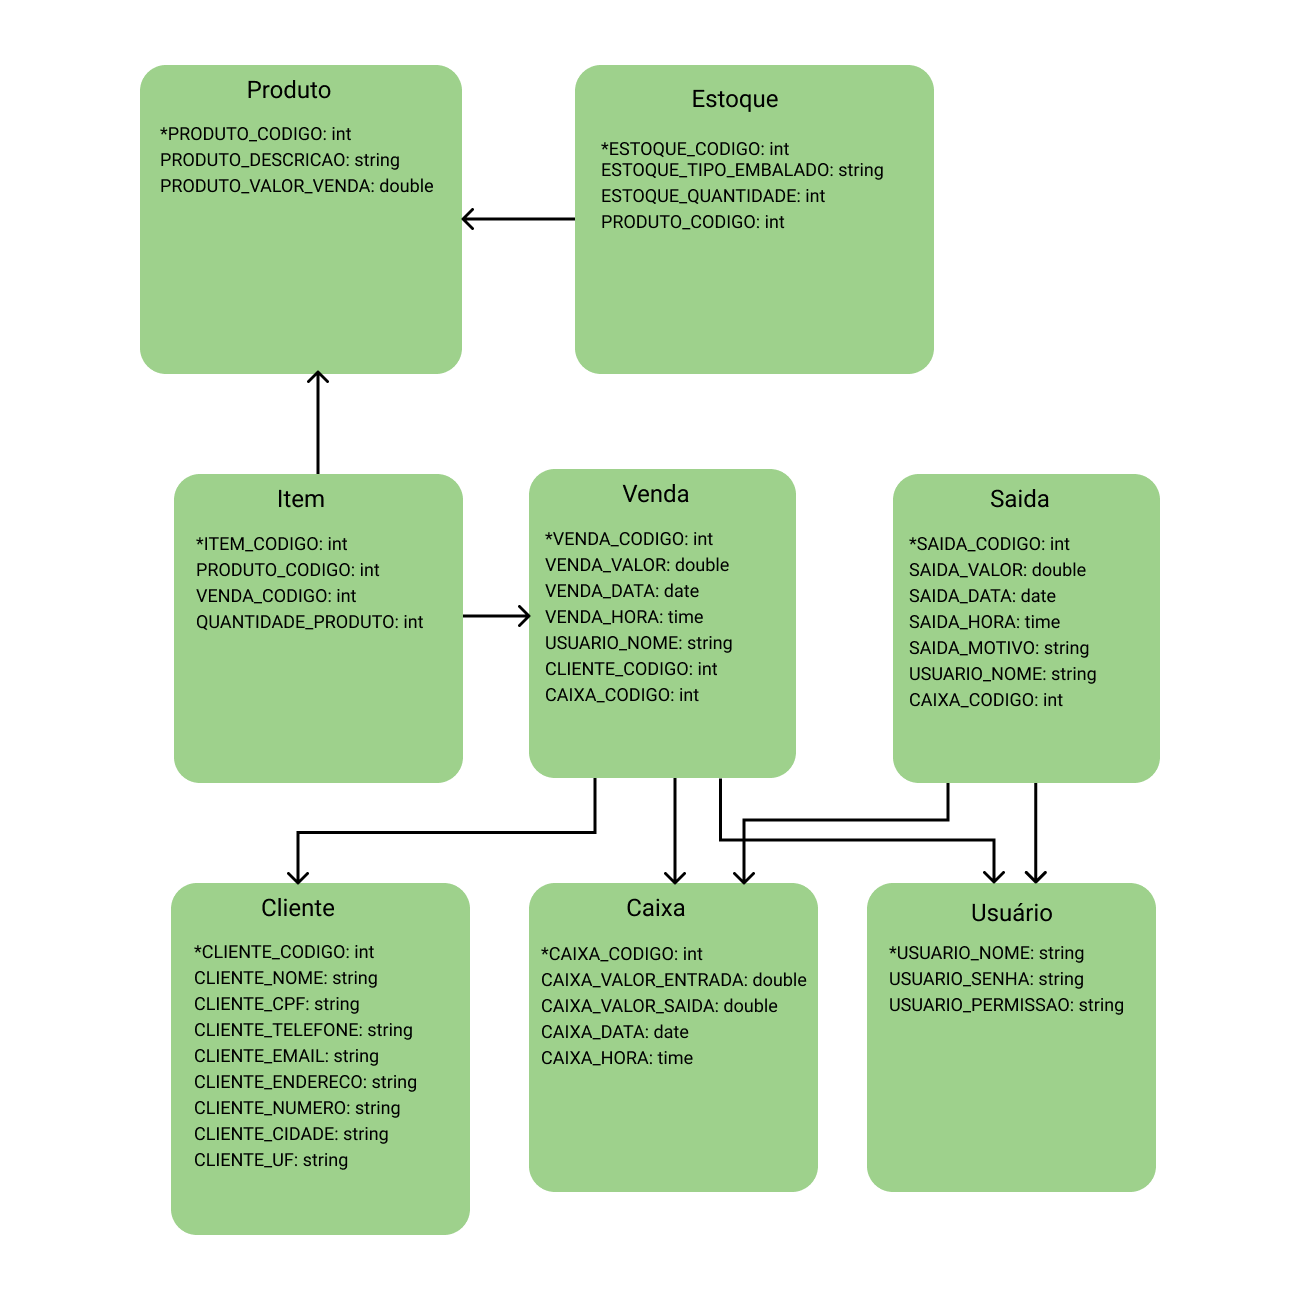 Produto
*PRODUTO_CODIGO: int
PRODUTO_DESCRICAO: string
PRODUTO_VALOR_VENDA: double
Estoque
*ESTOQUE_CODIGO: int
ESTOQUE_TIPO_EMBALADO: string
ESTOQUE_QUANTIDADE: int
PRODUTO_CODIGO: int
Item
*ITEM_CODIGO: int
PRODUTO_CODIGO: int
VENDA_CODIGO: int
QUANTIDADE_PRODUTO: int
Venda
*VENDA_CODIGO: int
VENDA_VALOR: double
VENDA_DATA: date
VENDA_HORA: time
USUARIO_NOME: string
CLIENTE_CODIGO: int
CAIXA_CODIGO: int
Saida
*SAIDA_CODIGO: int
SAIDA_VALOR: double
SAIDA_DATA: date
SAIDA_HORA: time
SAIDA_MOTIVO: string
USUARIO_NOME: string
CAIXA_CODIGO: int
Cliente
*CLIENTE_CODIGO: int
CLIENTE_NOME: string
CLIENTE_CPF: string
CLIENTE_TELEFONE: string
CLIENTE_EMAIL: string
CLIENTE_ENDERECO: string
CLIENTE_NUMERO: string
CLIENTE_CIDADE: string
CLIENTE_UF: string
Caixa
*CAIXA_CODIGO: int
CAIXA_VALOR_ENTRADA: double
CAIXA_VALOR_SAIDA: double
CAIXA_DATA: date
CAIXA_HORA: time
Usuário
*USUARIO_NOME: string
USUARIO_SENHA: string
USUARIO_PERMISSAO: string